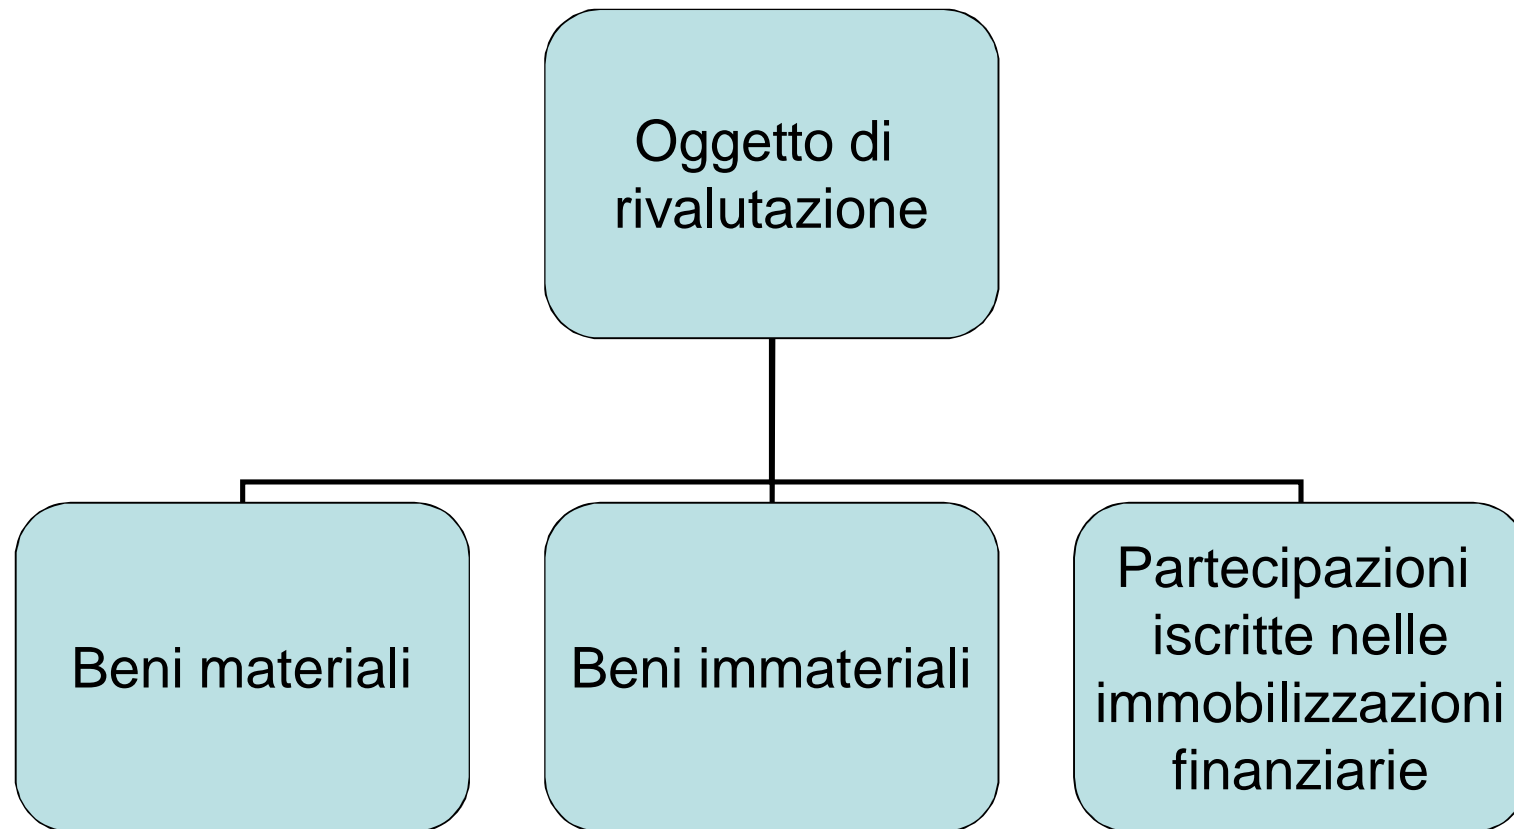 Oggetto di
rivalutazione
Beni materiali
Beni immateriali
Partecipazioni
iscritte nelle
immobilizzazioni
finanziarie